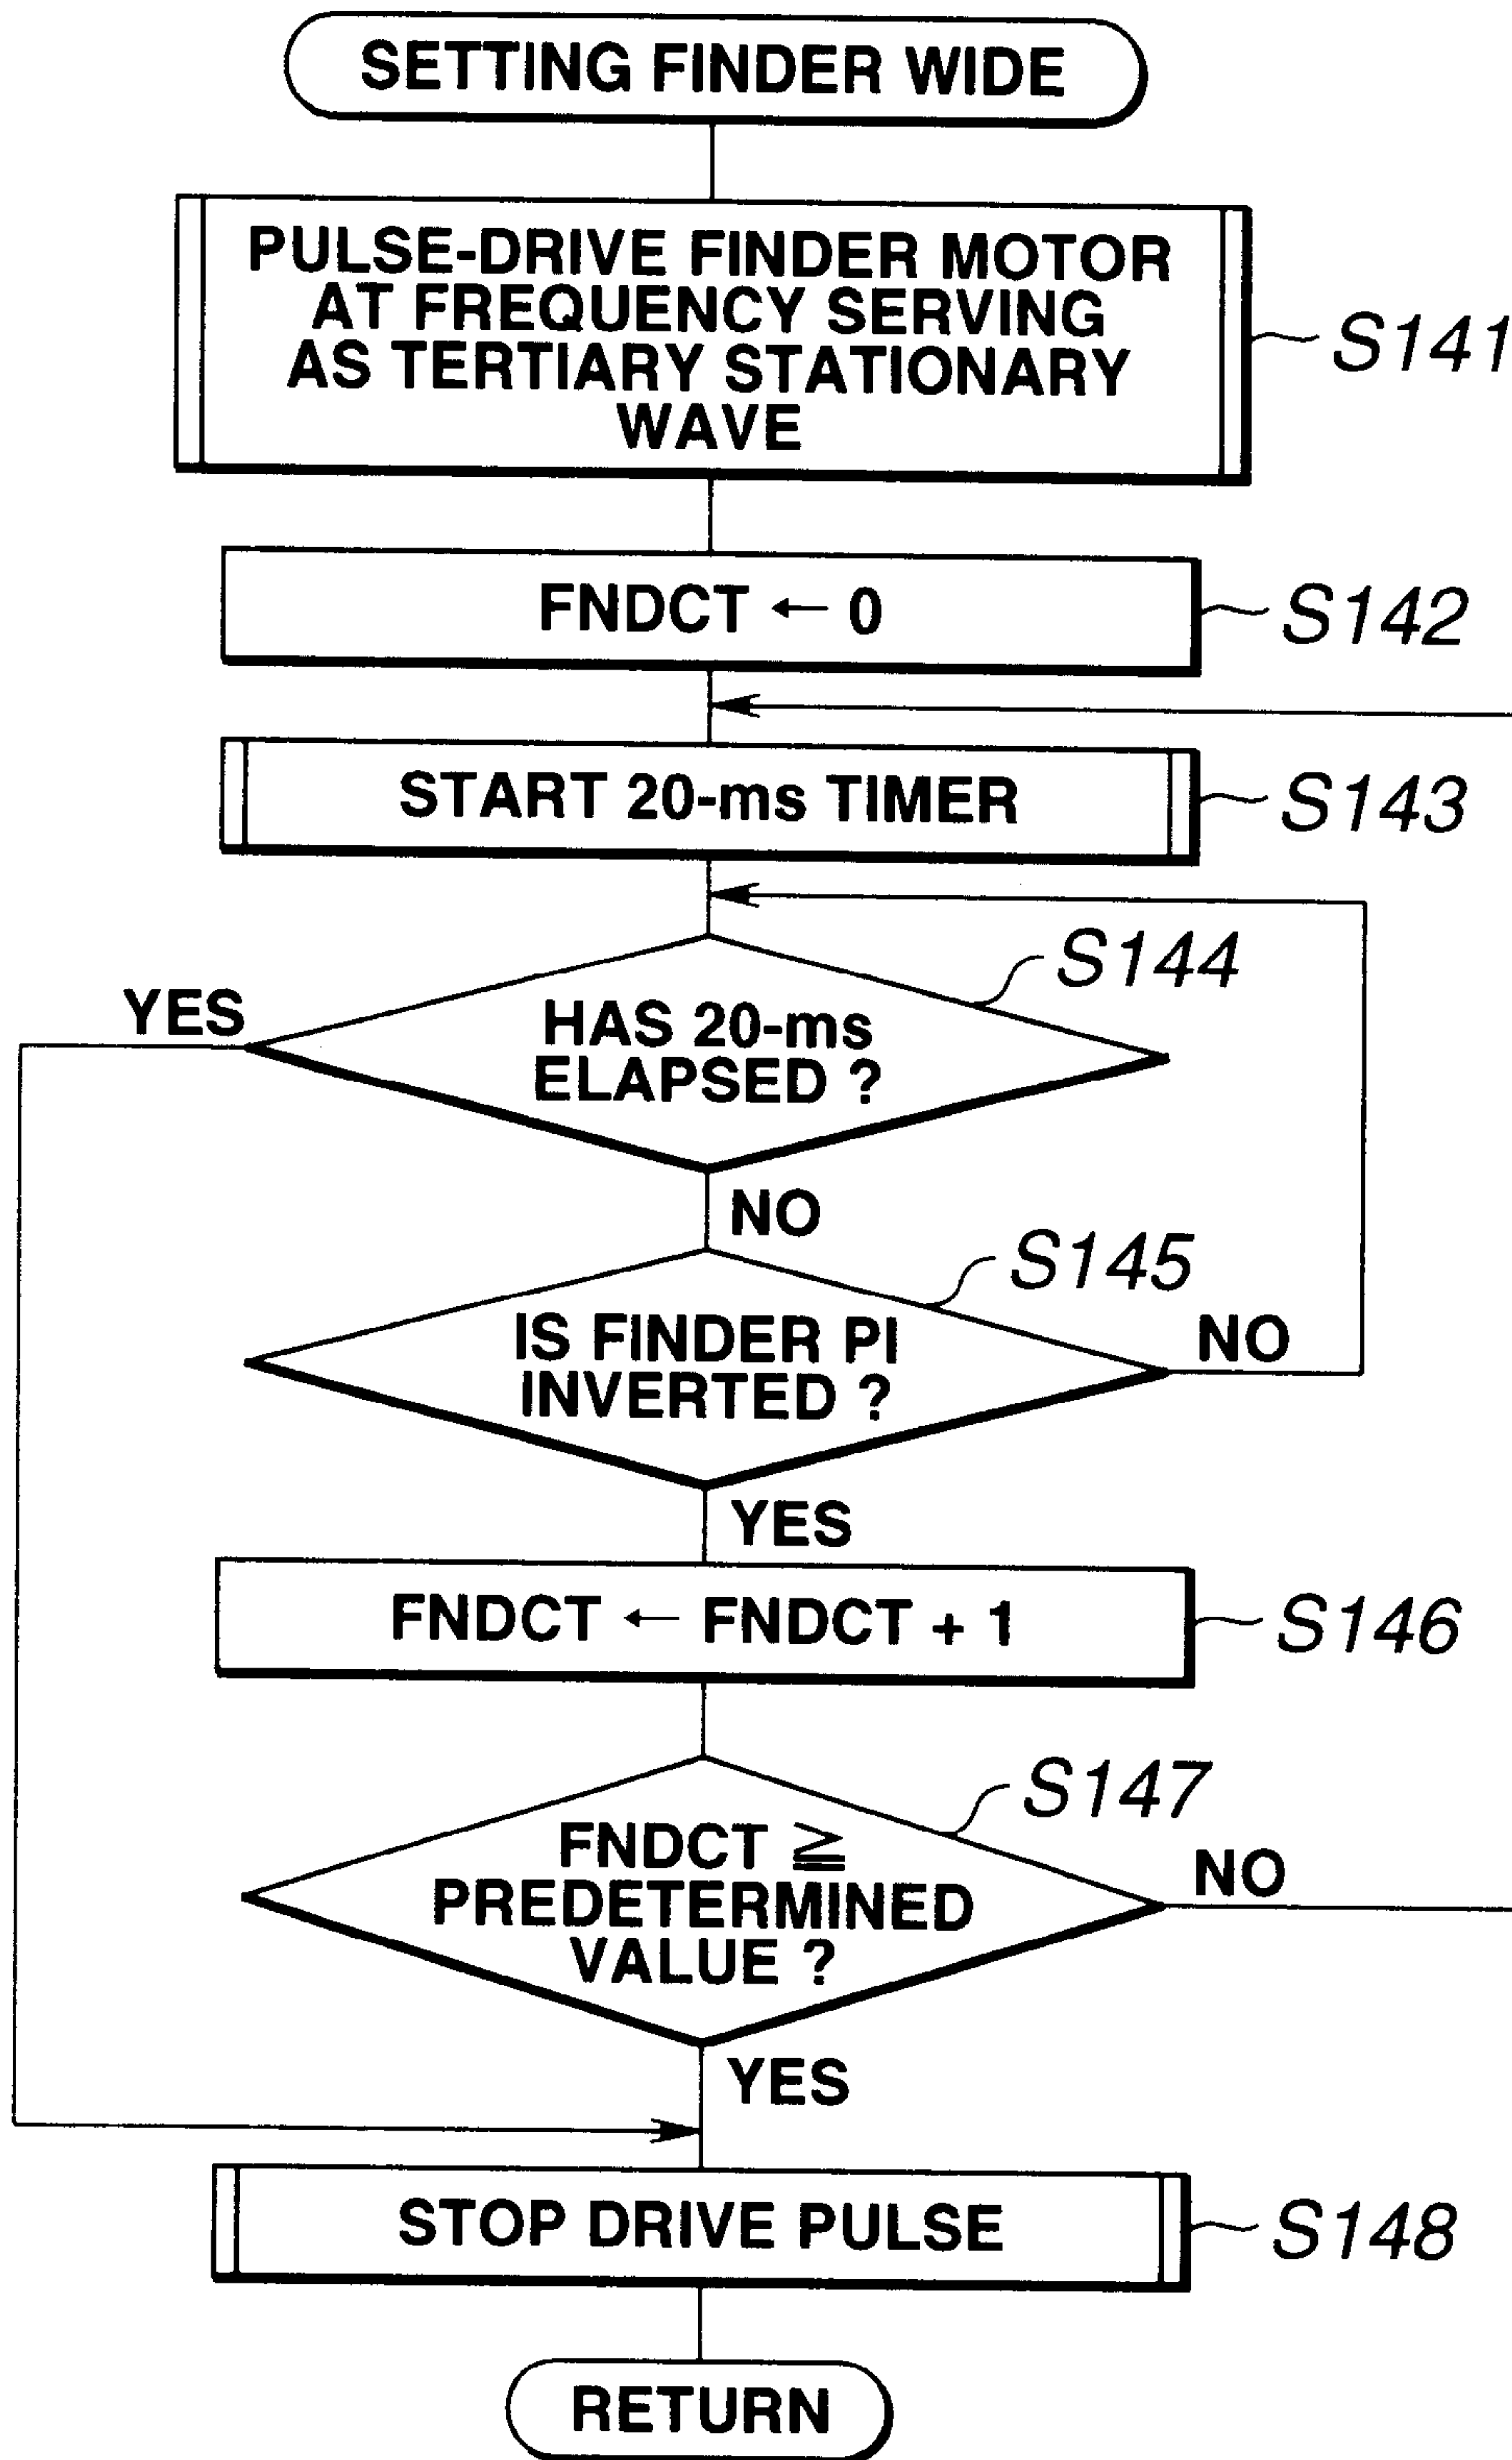 SETTING FINDER WIDE
PULSE-DRIVE FINDER MOTOR
AT FREQUENCY SERVING
AS TERTIARY STATIONARY
WAVE
S141
FNDCT ← 0
S142
START 20-ms TIMER
S143
S144
YES
HAS 20-ms
ELAPSED ?
NO
S145
IS FINDER PI
INVERTED ?
NO
YES
FNDCT ← FNDCT + 1
S146
S147
FNDCT ≧
PREDETERMINED
VALUE ?
NO
YES
STOP DRIVE PULSE
S148
RETURN